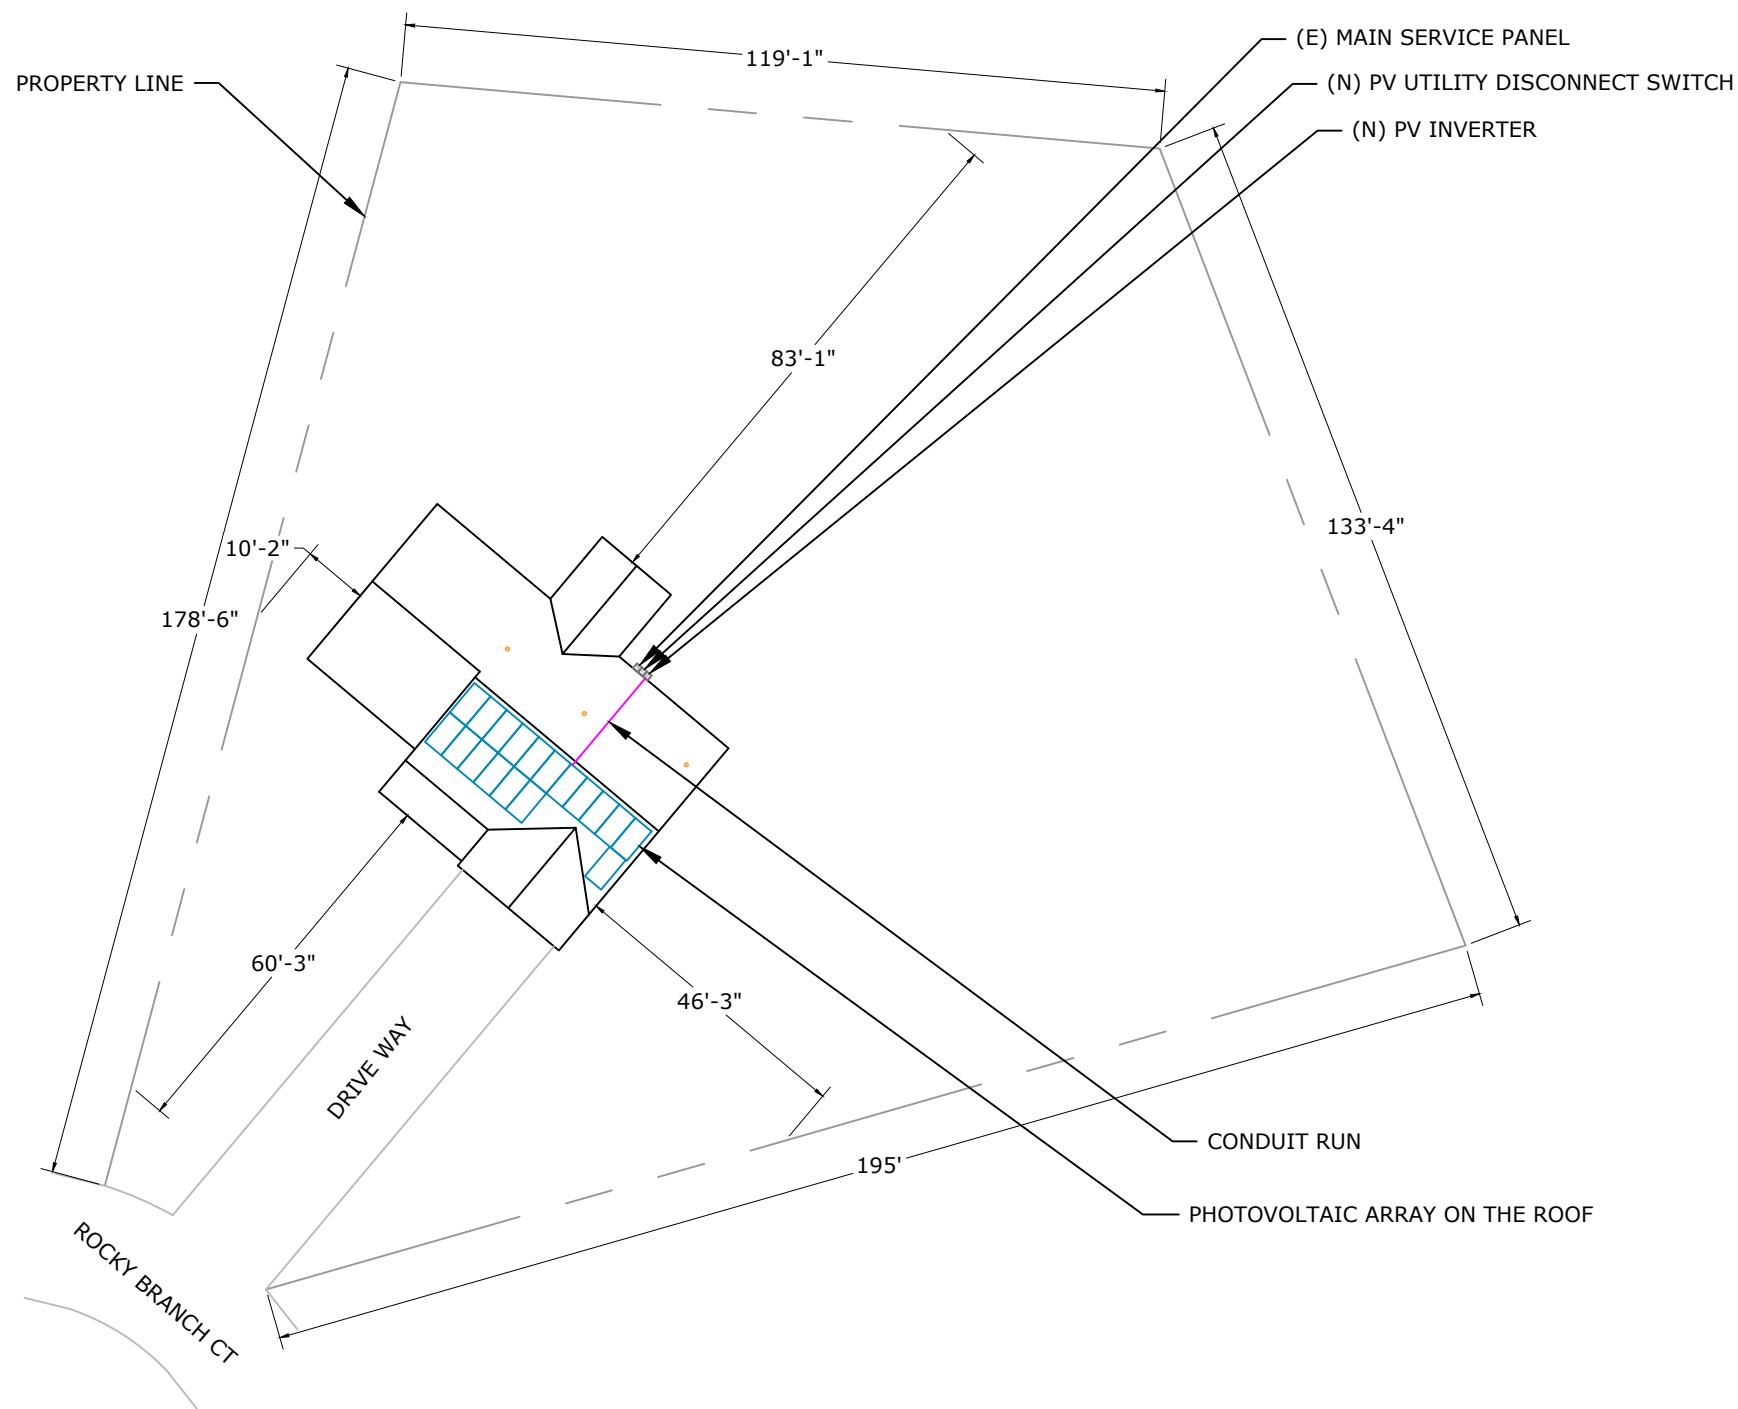 (E) MAIN SERVICE PANEL
119'-1"
PROPERTY LINE
(N) PV UTILITY DISCONNECT SWITCH
(N) PV INVERTER
83'-1"
133'-4"
10'-2"
178'-6"
60'-3"
46'-3"
DRIVE WAY
CONDUIT RUN
195'
PHOTOVOLTAIC ARRAY ON THE ROOF
ROCKY BRANCH CT